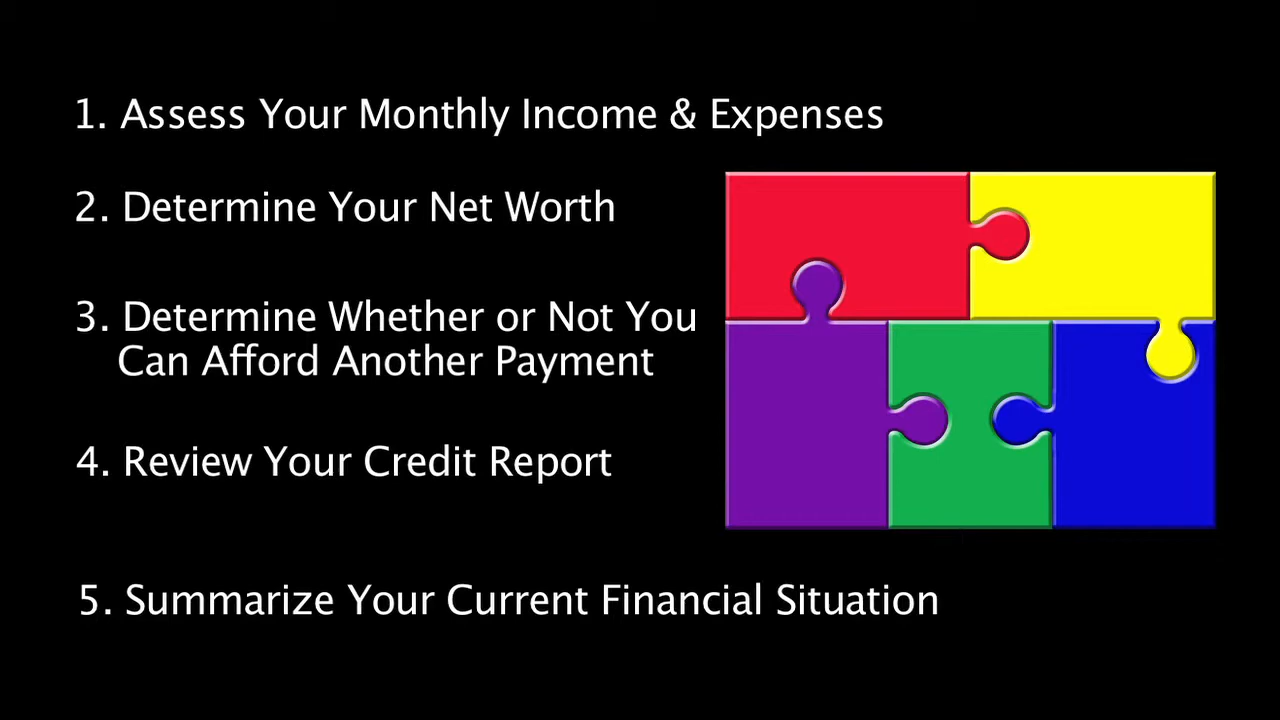 1. Assess Your Monthly Income & Expenses
2. Determine Your Net Worth
3. Determine Whether or Not You
Can Afford Another Payment
4. Review Your Credit Report
5. Summarize Your Current Financial Situation